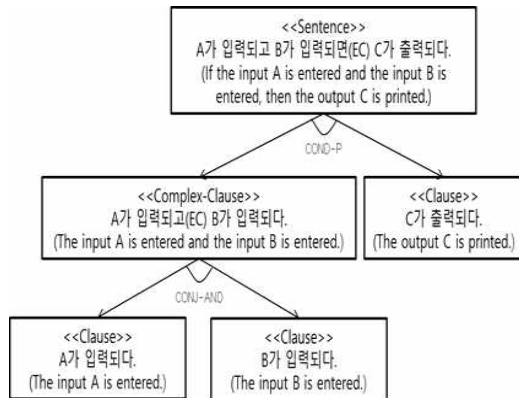 <<Sentence>>
A가 입력되고 B가 입력되면(EC) C가 출력되다.
(If the input A is entered and the input B is
entered, then the output C is printed.)
COND-P
<<Complex-Clause>>
A가 입력되고(EC) B가 입력되다.
(The input A is entered and the input B is entered.)
<<Clause>>
C가 출력되다.
(The output C is printed.)
CONJ-AND
<<Clause>>
A가 입력되다.
(The input A is entered.)
<<Clause>>
B가 입력되다.
(The input B is entered.)